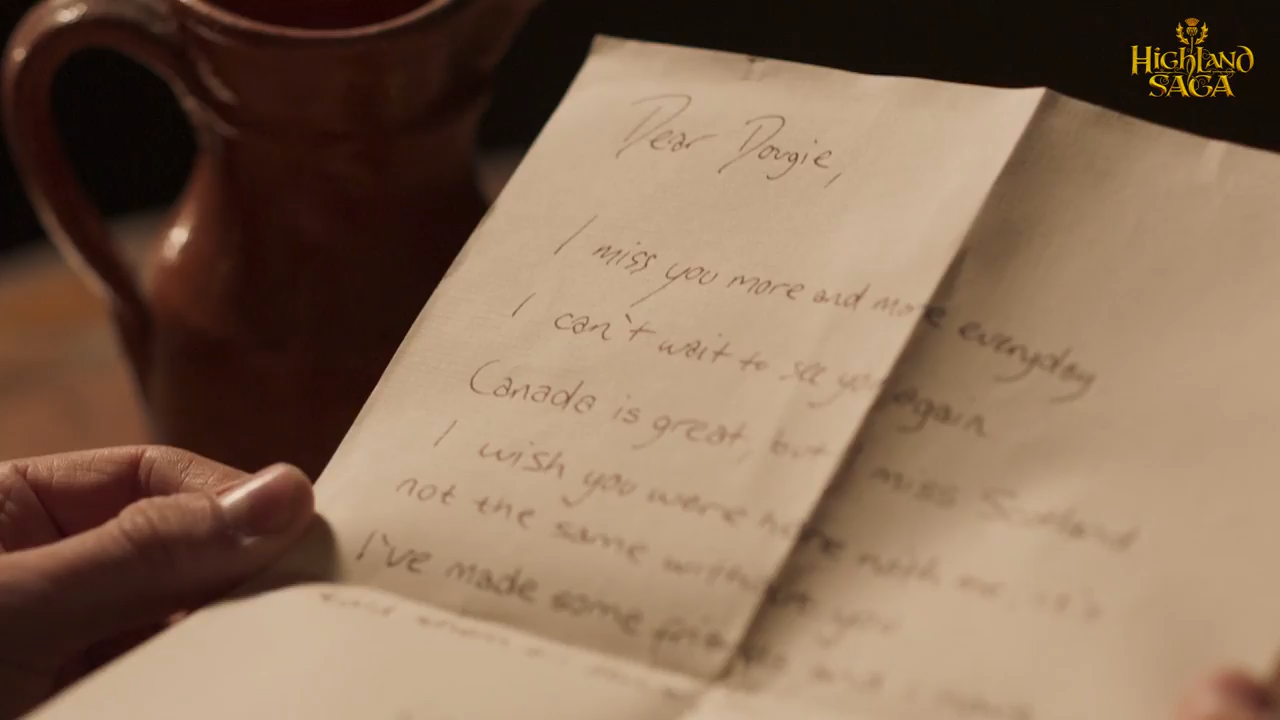 HIGHLAND
SAGA
Dear Dougie,
I miss you more and more everyday
I can't wait to see you again
Canada is great, but I miss Scotland
I wish you were here with me, it's
not the same without you
I've made some friends and